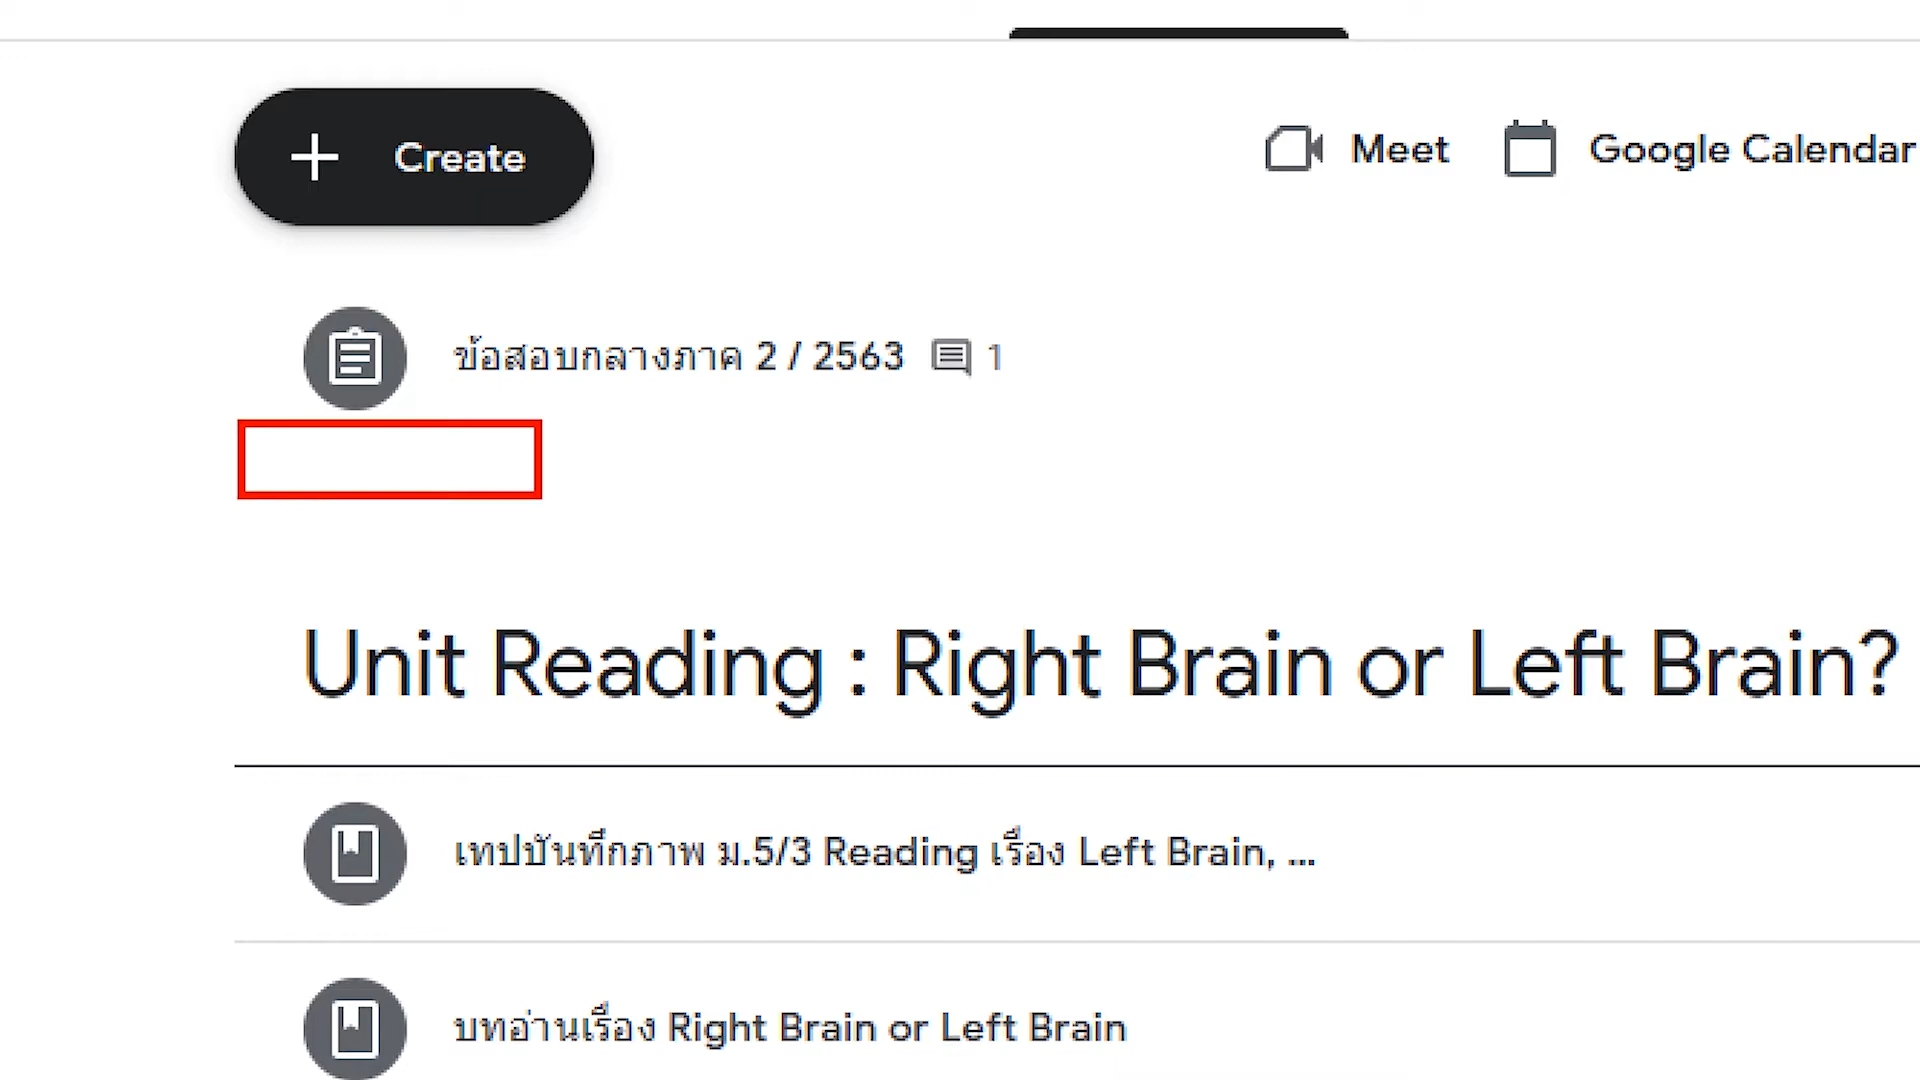 Create
Meet
Google Calendar
ข้อสอบกลางภาค 2 / 2563 1
Unit Reading : Right Brain or Left Brain?
เทปบันทึกภาพ ม.5/3 Reading เรื่อง Left Brain, ...
บทอ่านเรื่อง Right Brain or Left Brain